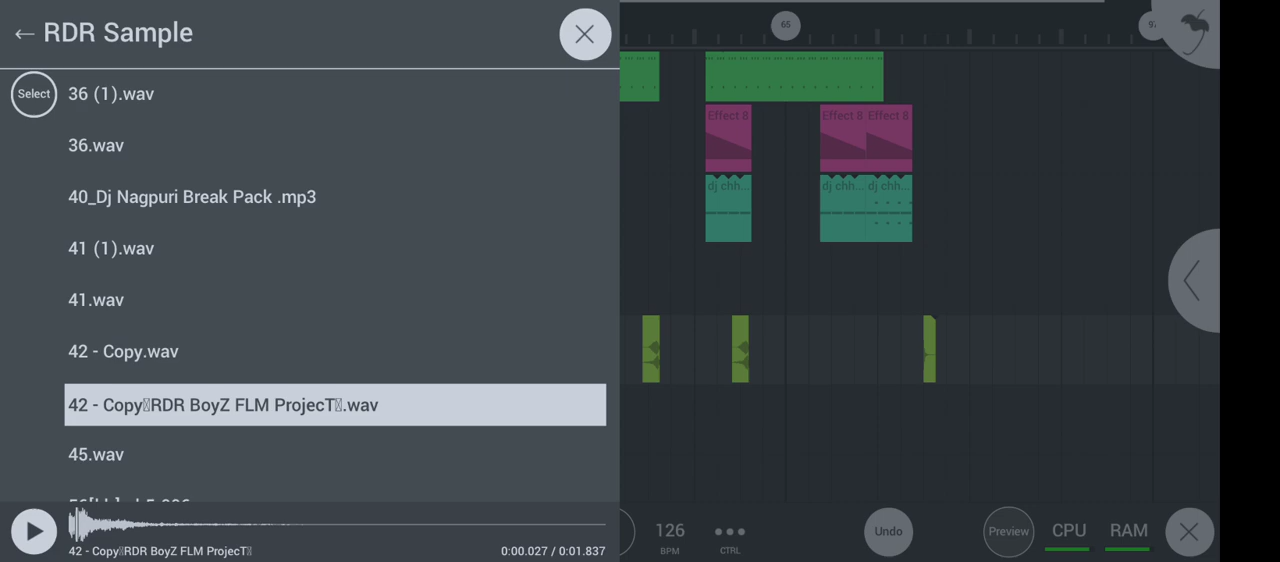 ← RDR Sample
Select
36 (1).wav
36.wav
40_Dj Nagpuri Break Pack .mp3
41 (1).wav
41.wav
42 - Copy.wav
42 - Copy▯RDR BoyZ FLM ProjecT▯.wav
45.wav
42 - Copy▯RDR BoyZ FLM ProjecT▯
0:00.027 / 0:01.837
65
Effect 8
Effect 8
Effect 8
dj chh...
dj chh...
dj chh...
126
BPM
CTRL
Undo
Preview
CPU
RAM